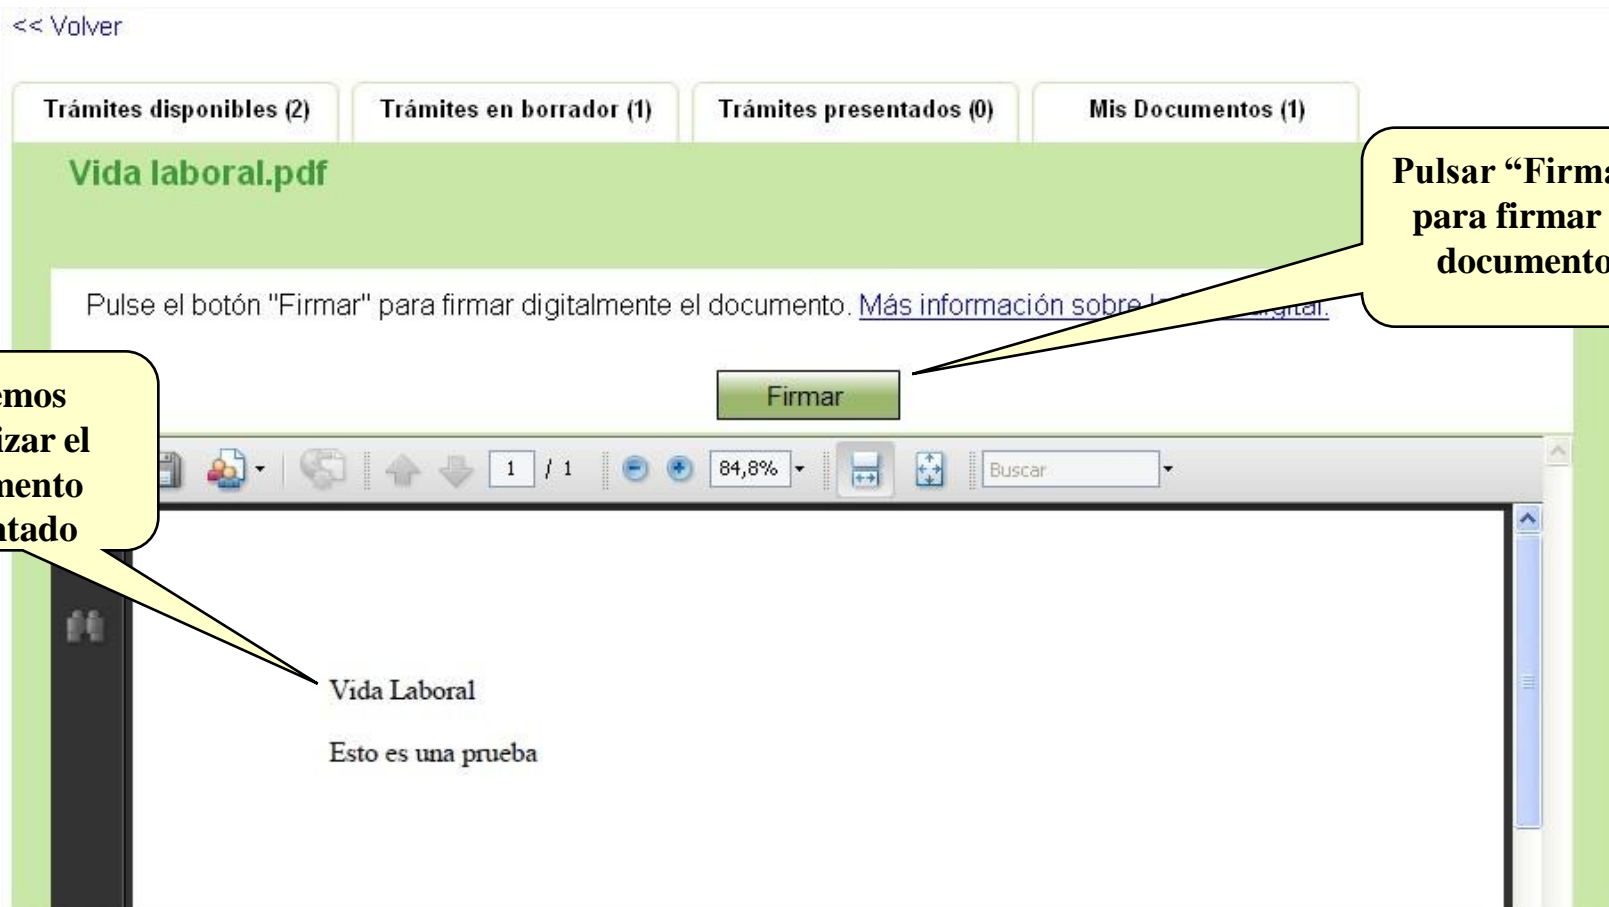 << Volver
Trámites disponibles (2)
Trámites en borrador (1)
Trámites presentados (0)
Mis Documentos (1)
Vida laboral.pdf
Pulsar “Firma
para firmar
documento
Pulse el botón "Firmar" para firmar digitalmente el documento. Más información sobre la digital.
Firmar
emos
izar el
mento
ntado
1 / 1
84,8%
Buscar
Vida Laboral
Esto es una prueba